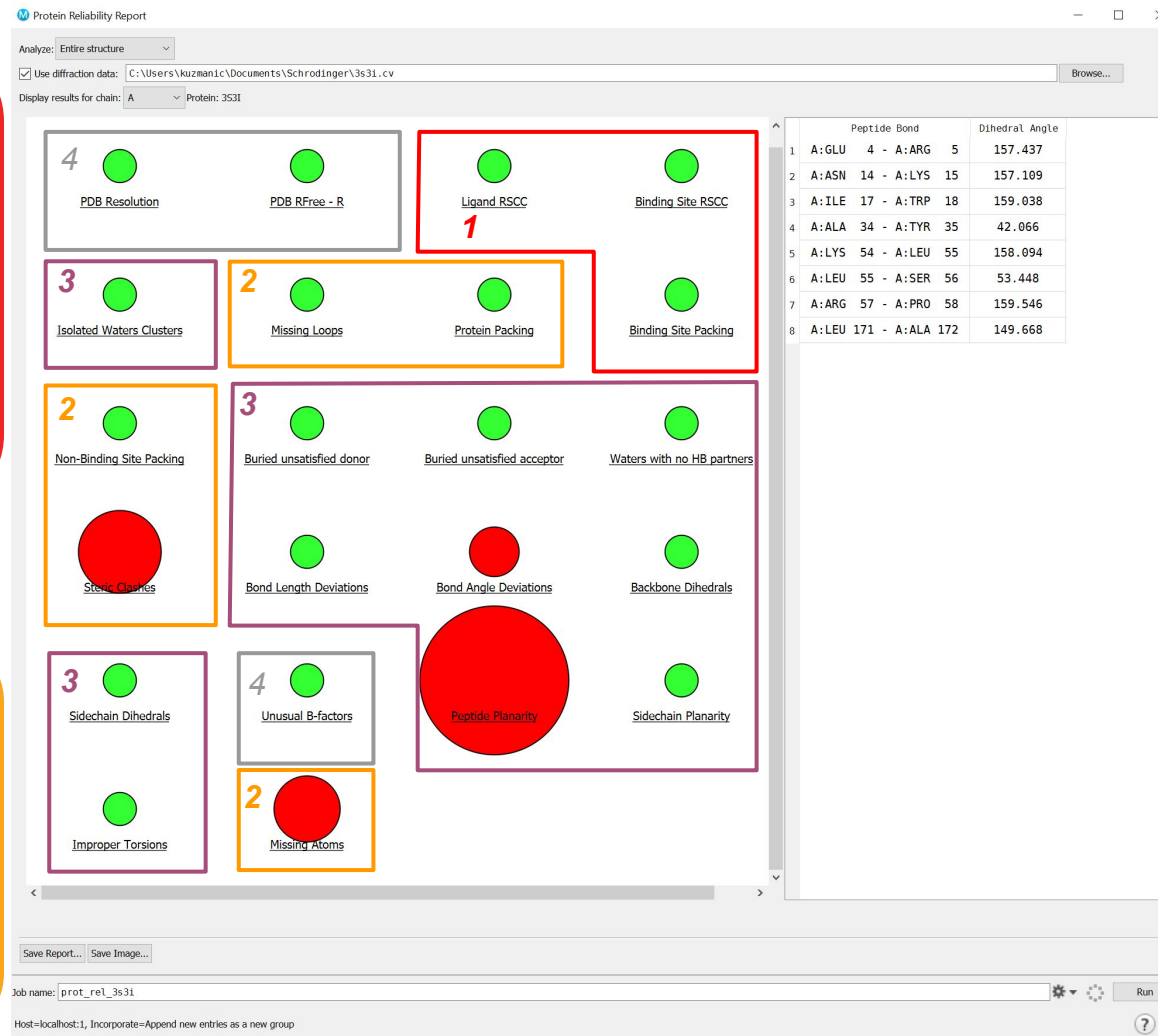 M Protein Reliability Report
Analyze: Entire structure
Use diffraction data: C:\Users\kuzmanic\Documents\Schrodinger\3s3i.cv Browse...
Display results for chain: A Protein: 3S3I
4
PDB Resolution PDB RFree - R Ligand RSCC Binding Site RSCC
1
3 2
Isolated Waters Clusters Missing Loops Protein Packing Binding Site Packing
2 3
Non-Binding Site Packing Buried unsatisfied donor Buried unsatisfied acceptor Waters with no HB partners
Steric Clashes Bond Length Deviations Bond Angle Deviations Backbone Dihedrals
3 4
Sidechain Dihedrals Unusual B-factors Peptide Planarity Sidechain Planarity
2
Improper Torsions Missing Atoms
Peptide Bond Dihedral Angle
1 A:GLU 4 - A:ARG 5 157.437
2 A:ASN 14 - A:LYS 15 157.109
3 A:ILE 17 - A:TRP 18 159.038
4 A:ALA 34 - A:TYR 35 42.066
5 A:LYS 54 - A:LEU 55 158.094
6 A:LEU 55 - A:SER 56 53.448
7 A:ARG 57 - A:PRO 58 159.546
8 A:LEU 171 - A:ALA 172 149.668
Save Report... Save Image...
Job name: prot_rel_3s3i Run
Host=localhost:1, Incorporate=Append new entries as a new group ?